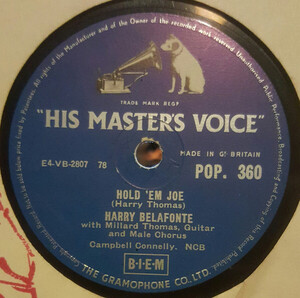 TRADE MARK REGD
"HIS MASTER'S VOICE"
E4-VB-2807 78
MADE IN GT BRITAIN
POP. 360
HOLD 'EM JOE
(Harry Thomas)
HARRY BELAFONTE
with Millard Thomas, Guitar
and Male Chorus
Campbell Connelly. NCB
B·I·E·M
THE GRAMOPHONE CO. LTD.